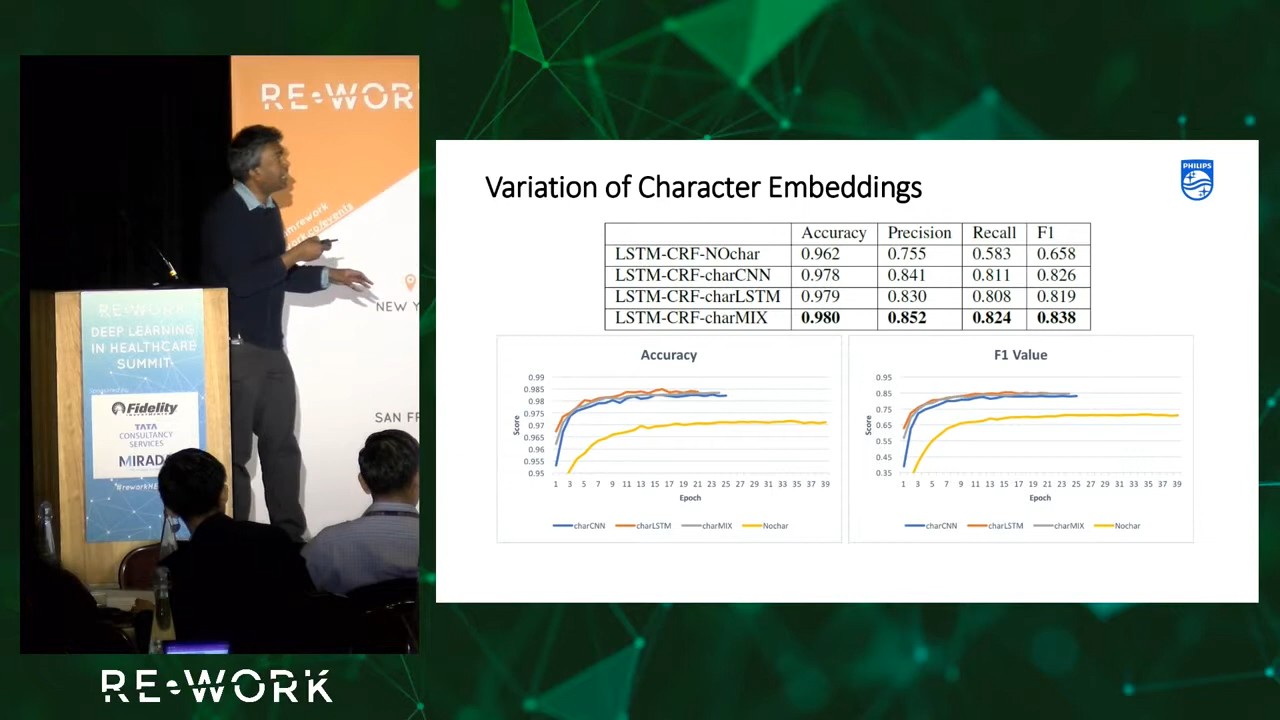 RE•WOR
mrework
work.co/events
NEW Y
SAN FR
RE•WORK
DEEP LEARNING
IN HEALTHCARE
SUMMIT
Fidelity
INVESTMENTS
TATA
CONSULTANCY
SERVICES
MIRADA
#reworkHE
RE•WORK
Variation of Character Embeddings
PHILIPS
Accuracy Precision Recall F1
LSTM-CRF-NOchar 0.962 0.755 0.583 0.658
LSTM-CRF-charCNN 0.978 0.841 0.811 0.826
LSTM-CRF-charLSTM 0.979 0.830 0.808 0.819
LSTM-CRF-charMIX 0.980 0.852 0.824 0.838
Accuracy
0.99
0.985
0.98
0.975
0.97
0.965
0.96
0.955
0.95
Score
1 3 5 7 9 11 13 15 17 19 21 23 25 27 29 31 33 35 37 39
Epoch
charCNN charLSTM charMIX Nochar
F1 Value
0.95
0.85
0.75
0.65
0.55
0.45
0.35
Score
1 3 5 7 9 11 13 15 17 19 21 23 25 27 29 31 33 35 37 39
Epoch
charCNN charLSTM charMIX Nochar